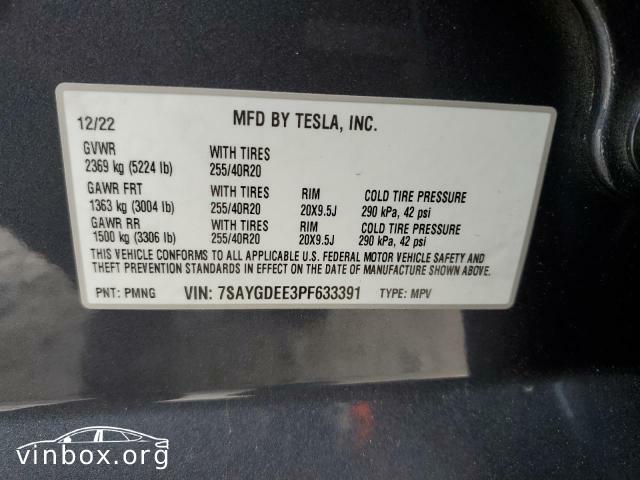 12/22 MFD BY TESLA, INC.
GVWR WITH TIRES
2369 kg (5224 lb) 255/40R20
GAWR FRT WITH TIRES RIM COLD TIRE PRESSURE
1363 kg (3004 lb) 255/40R20 20X9.5J 290 kPa, 42 psi
GAWR RR WITH TIRES RIM COLD TIRE PRESSURE
1500 kg (3306 lb) 255/40R20 20X9.5J 290 kPa, 42 psi
THIS VEHICLE CONFORMS TO ALL APPLICABLE U.S. FEDERAL MOTOR VEHICLE SAFETY AND
THEFT PREVENTION STANDARDS IN EFFECT ON THE DATE OF MANUFACTURE SHOWN ABOVE.
PNT: PMNG VIN: 7SAYGDEE3PF633391 TYPE: MPV
vinbox.org